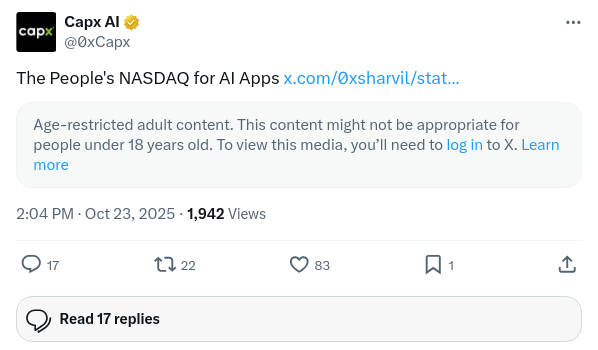 capx
Capx AI
@0xCapx
The People's NASDAQ for AI Apps x.com/0xsharvil/stat…
Age-restricted adult content. This content might not be appropriate for
people under 18 years old. To view this media, you’ll need to log in to X. Learn
more
2:04 PM · Oct 23, 2025 · 1,942 Views
17
22
83
1
Read 17 replies